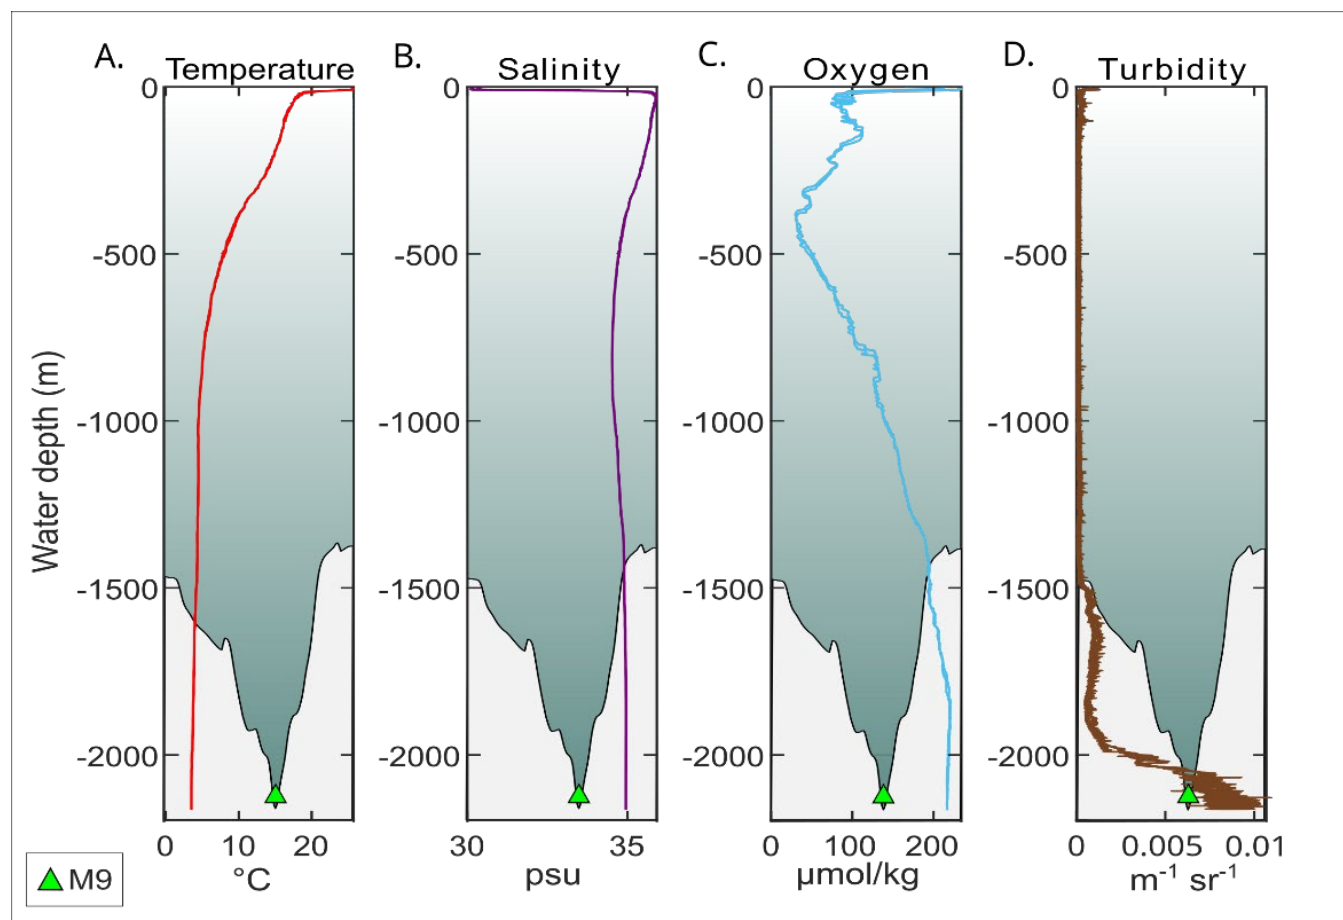 A. B. C. D.
Temperature Salinity Oxygen Turbidity
0 0 0 0
-500 -500 -500 -500
-1000 -1000 -1000 -1000
-1500 -1500 -1500 -1500
-2000 -2000 -2000 -2000
Water depth (m)
0 10 20 30 35 0 100 200 0 0.005 0.01
°C psu µmol/kg m⁻¹ sr⁻¹
M9